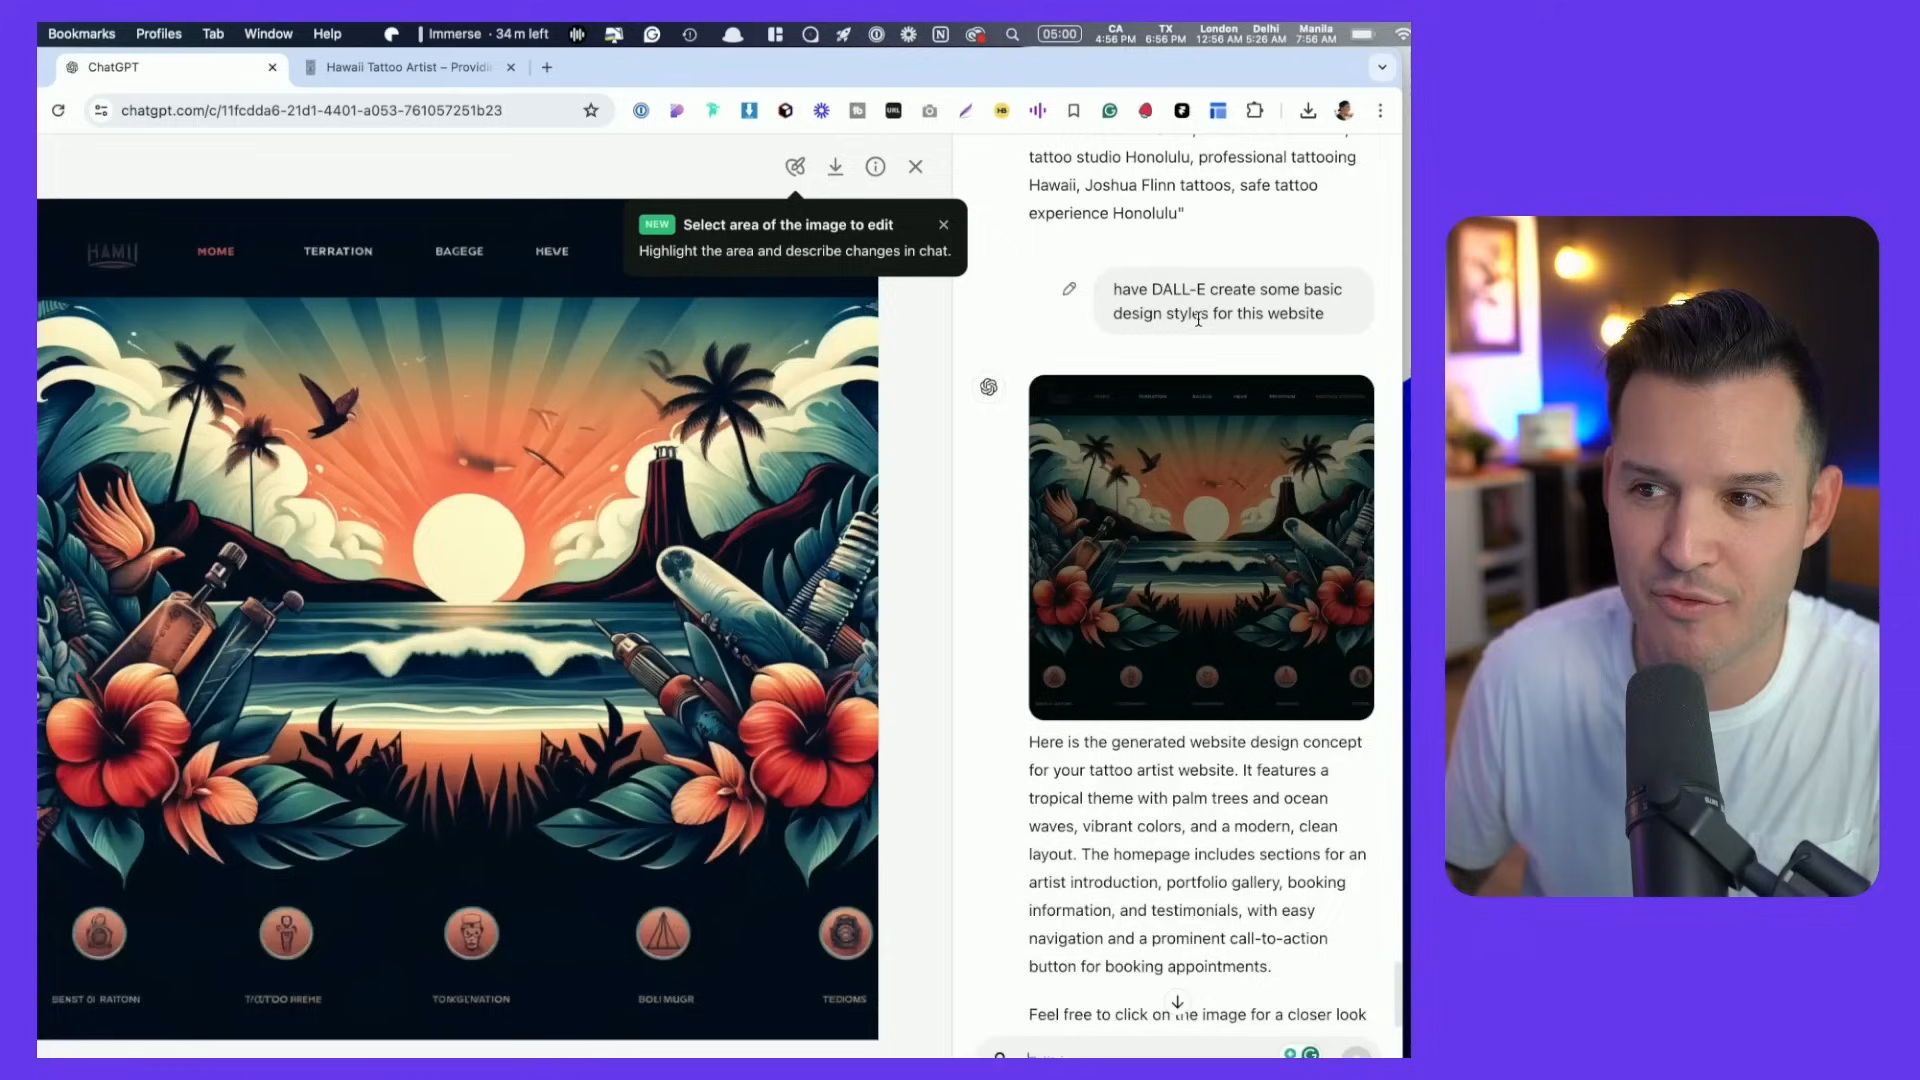 Bookmarks Profiles Tab Window Help
Immerse · 34 m left
05:00
CA
4:56 PM
TX
6:56 PM
London
12:56 AM
Delhi
5:26 AM
Manila
7:56 AM
ChatGPT
Hawaii Tattoo Artist – Providi
chatgpt.com/c/11fcdda6-21d1-4401-a053-761057251b23
NEW Select area of the image to edit
Highlight the area and describe changes in chat.
HAMII
MOME TERRATION BAGEGE HEVE
TONGENATION BOLI MUGR TEDIOMS
tattoo studio Honolulu, professional tattooing
Hawaii, Joshua Flinn tattoos, safe tattoo
experience Honolulu"
have DALL-E create some basic
design styles for this website
Here is the generated website design concept
for your tattoo artist website. It features a
tropical theme with palm trees and ocean
waves, vibrant colors, and a modern, clean
layout. The homepage includes sections for an
artist introduction, portfolio gallery, booking
information, and testimonials, with easy
navigation and a prominent call-to-action
button for booking appointments.
Feel free to click on the image for a closer look